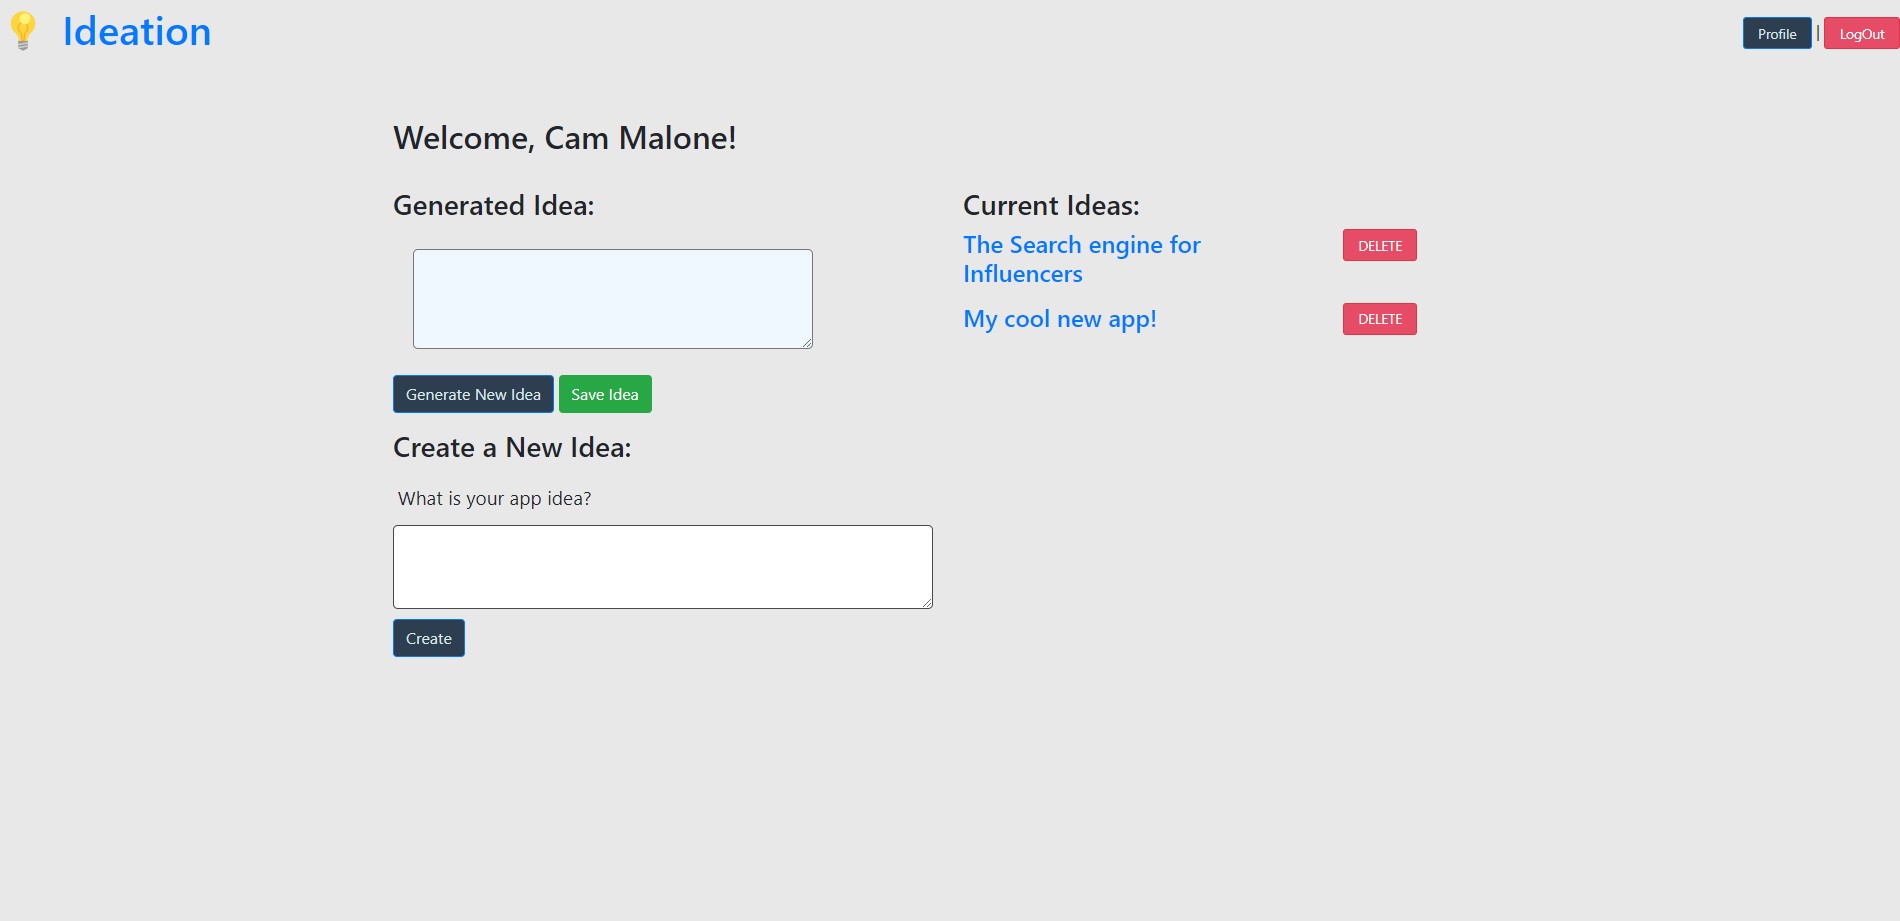 Ideation
Profile | LogOut
Welcome, Cam Malone!
Generated Idea:
Generate New Idea
Save Idea
Create a New Idea:
What is your app idea?
Create
Current Ideas:
The Search engine for
Influencers
DELETE
My cool new app!
DELETE